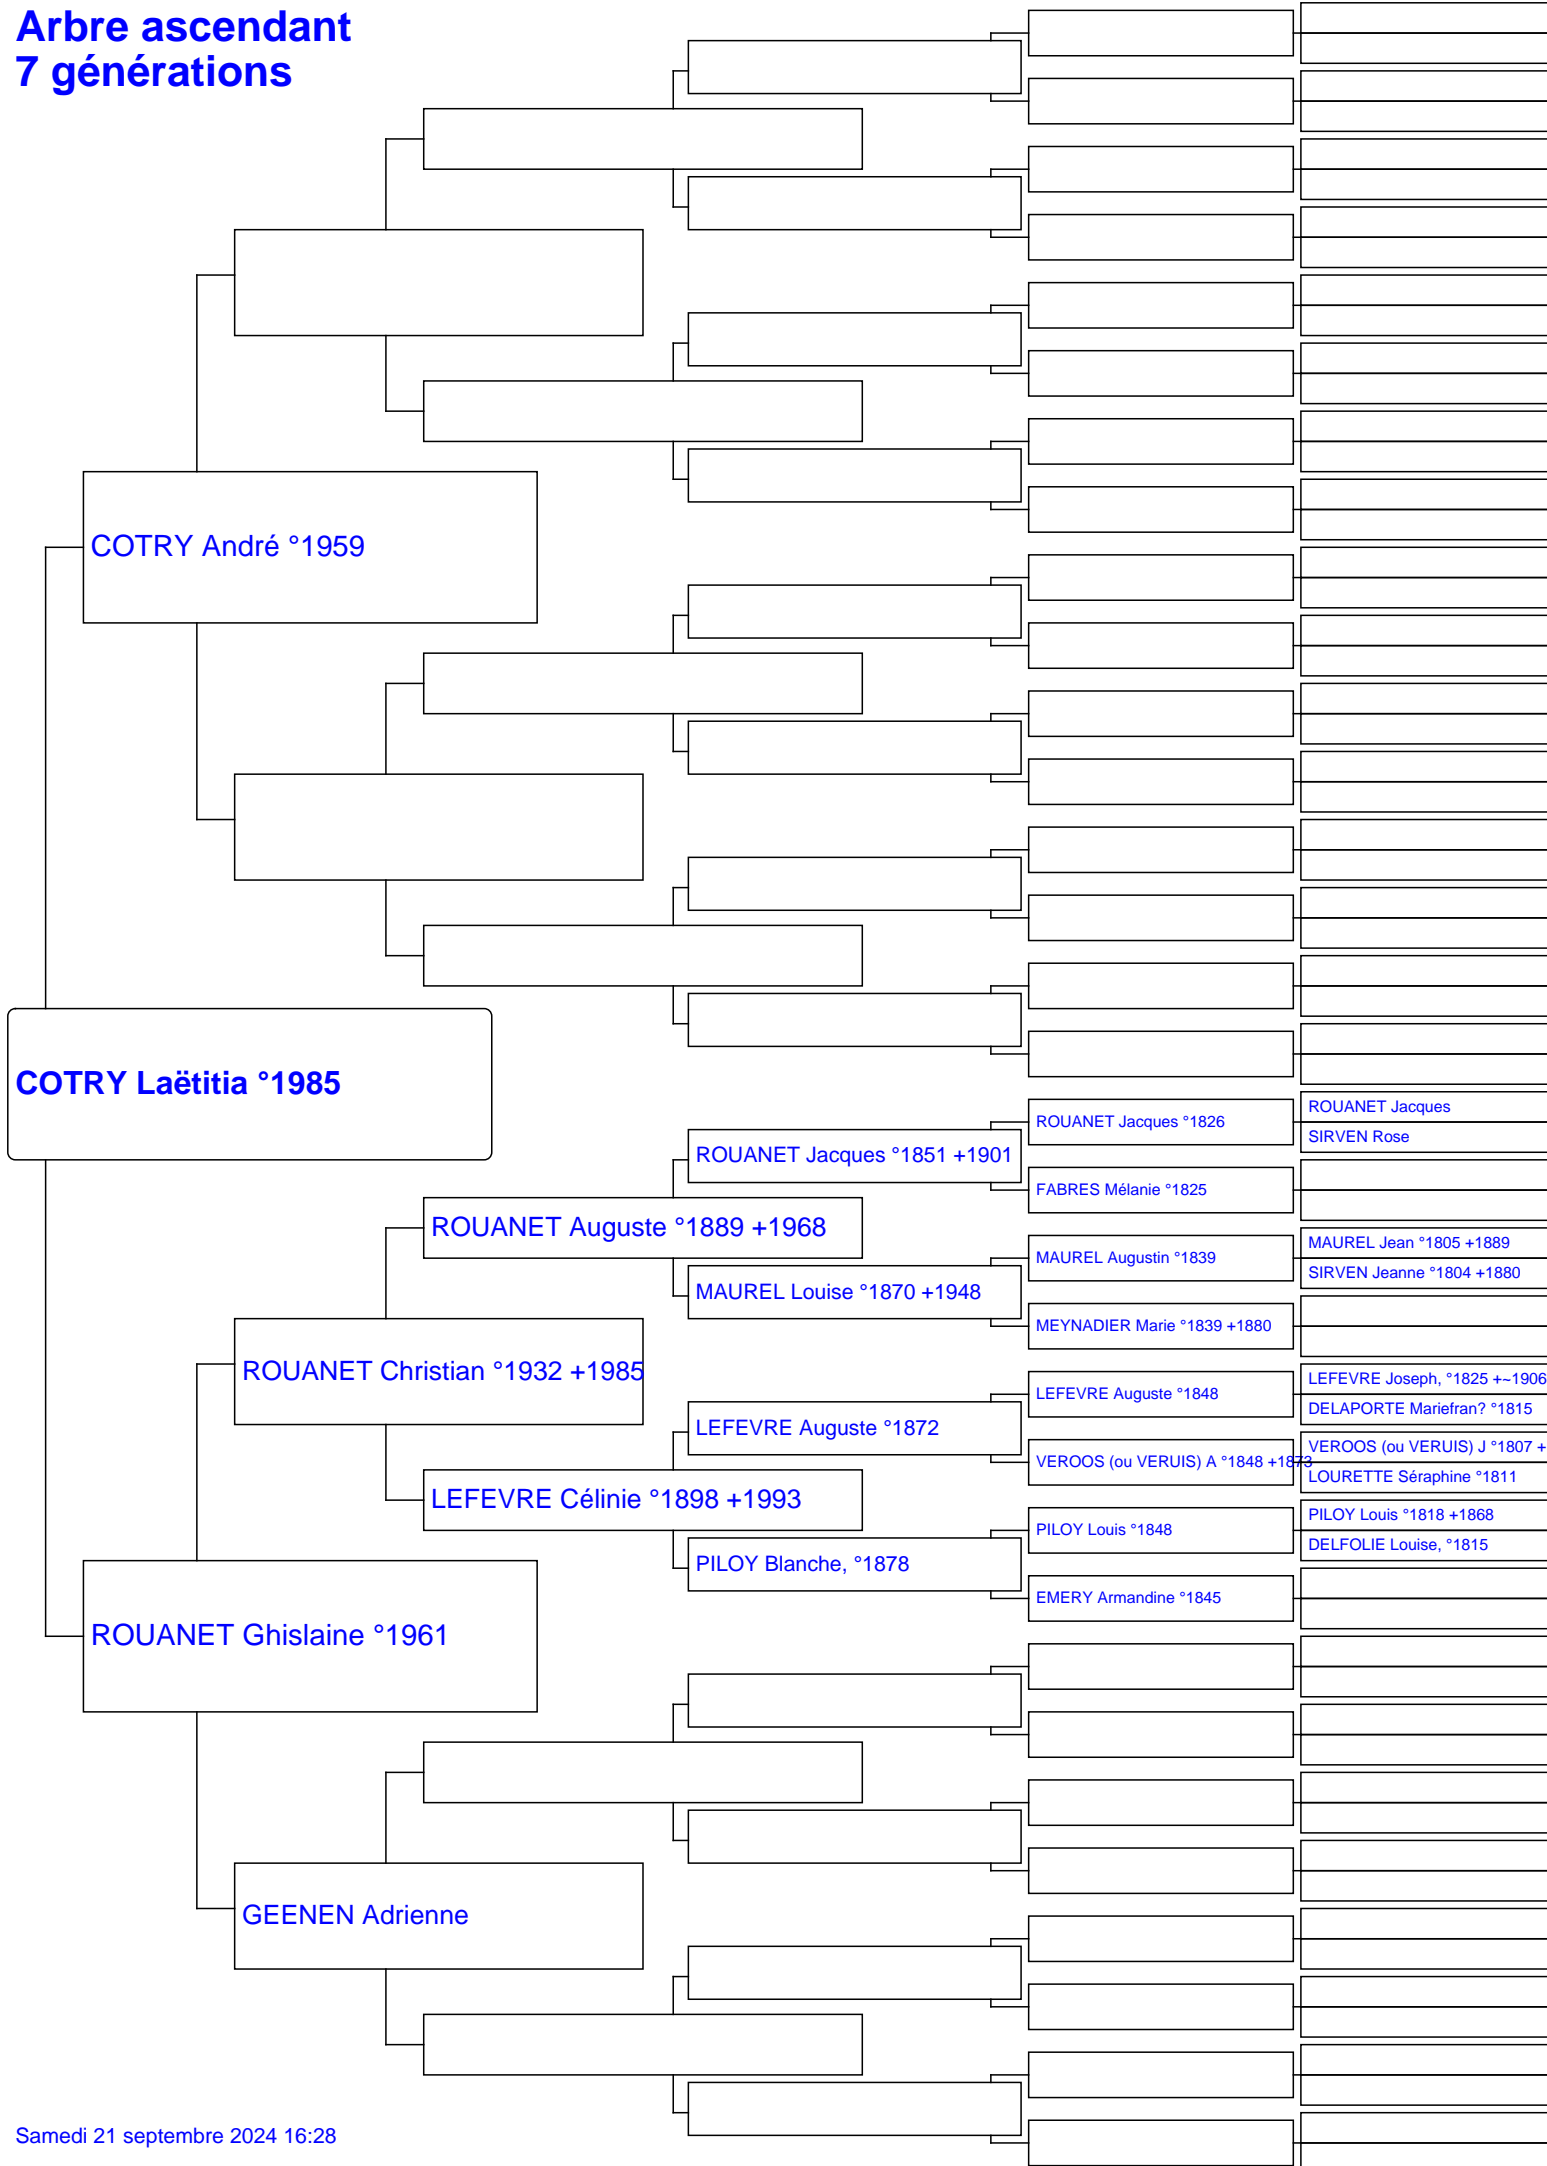 Arbre ascendant
7 générations
COTRY André °1959
COTRY Laëtitia °1985
ROUANET Jacques °1826
ROUANET Jacques
SIRVEN Rose
ROUANET Jacques °1851 +1901
FABRES Mélanie °1825
ROUANET Auguste °1889 +1968
MAUREL Augustin °1839
MAUREL Jean °1805 +1889
SIRVEN Jeanne °1804 +1880
MAUREL Louise °1870 +1948
MEYNADIER Marie °1839 +1880
ROUANET Christian °1932 +1985
LEFEVRE Auguste °1848
LEFEVRE Joseph, °1825 +~1906
DELAPORTE Mariefran? °1815
LEFEVRE Auguste °1872
VEROOS (ou VERUIS) A °1848 +1873
VEROOS (ou VERUIS) J °1807 +
LOURETTE Séraphine °1811
LEFEVRE Célinie °1898 +1993
PILOY Louis °1848
PILOY Louis °1818 +1868
DELFOLIE Louise, °1815
PILOY Blanche, °1878
EMERY Armandine °1845
ROUANET Ghislaine °1961
GEENEN Adrienne
Samedi 21 septembre 2024 16:28